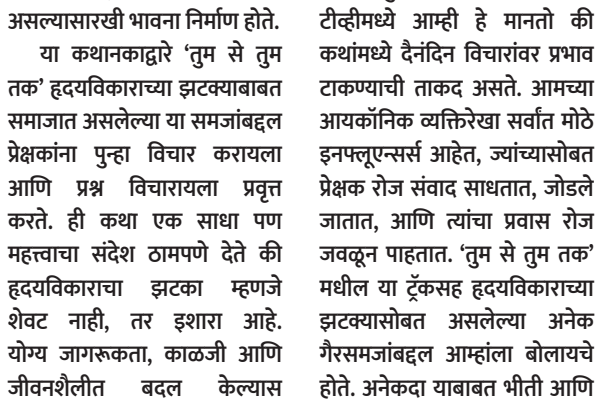 असल्यासारखी भावना निर्माण होते.
या कथानकाद्वारे ‘तुम से तुम
तक’ हृदयविकाराच्या झटक्याबाबत
समाजात असलेल्या या समजांबद्दल
प्रेक्षकांना पुन्हा विचार करायला
आणि प्रश्न विचारायला प्रवृत्त
करते. ही कथा एक साधा पण
महत्त्वाचा संदेश ठामपणे देते की
हृदयविकाराचा झटका म्हणजे
शेवट नाही, तर इशारा आहे.
योग्य जागरूकता, काळजी आणि
जीवनशैलीत बदल केल्यास
टीव्हीमध्ये आम्ही हे मानतो की
कथांमध्ये दैनंदिन विचारांवर प्रभाव
टाकण्याची ताकद असते. आमच्या
आयकॉनिक व्यक्तिरेखा सर्वांत मोठे
इनफ्लूएन्सर्स आहेत, ज्यांच्यासोबत
प्रेक्षक रोज संवाद साधतात, जोडले
जातात, आणि त्यांचा प्रवास रोज
जवळून पाहतात. ‘तुम से तुम तक’
मधील या ट्रॅकसह हृदयविकाराच्या
झटक्यासोबत असलेल्या अनेक
गैरसमजांबद्दल आम्हांला बोलायचे
होते. अनेकदा याबाबत भीती आणि